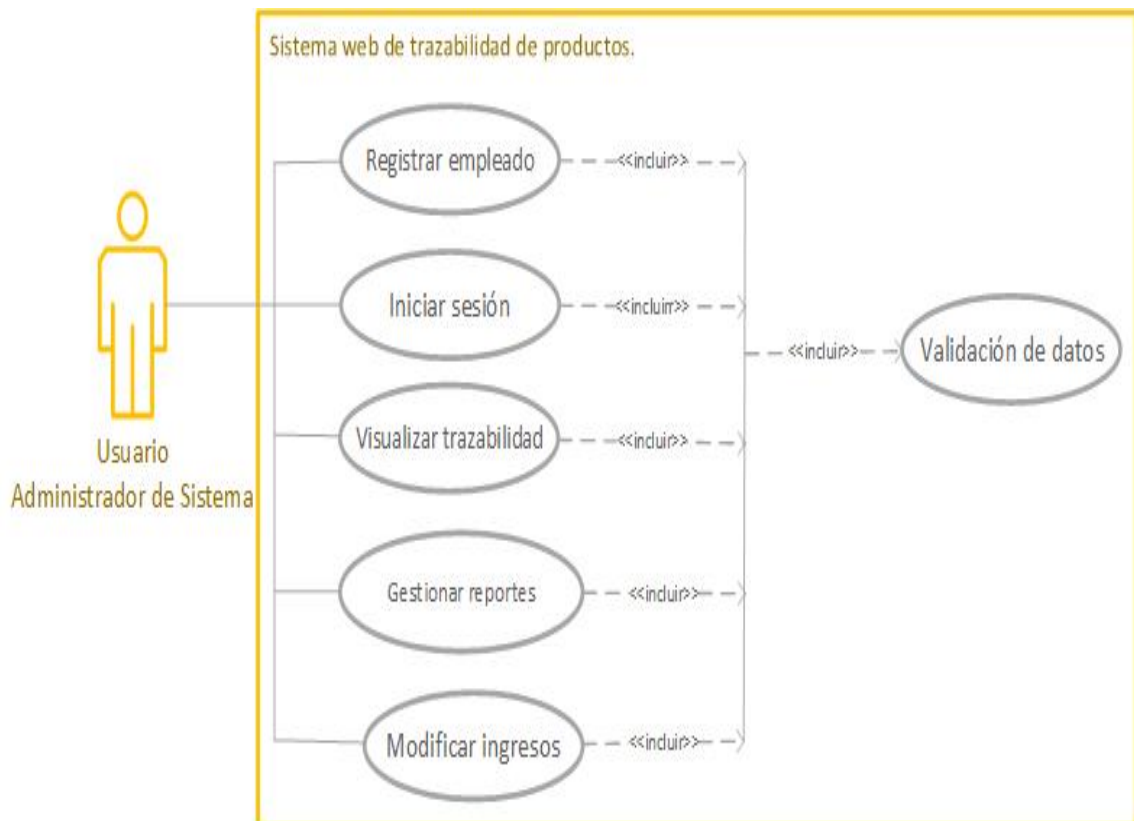 Sistema web de trazabilidad de productos.
Registrar empleado
<<incluir>>
Iniciar sesión
<<incluirr>>
<<incluir>>
Validación de datos
Visualizar trazabilidad
<<incluir>>
Usuario
Administrador de Sistema
Gestionar reportes
<<incluir>>
Modificar ingresos
<<incluir>>